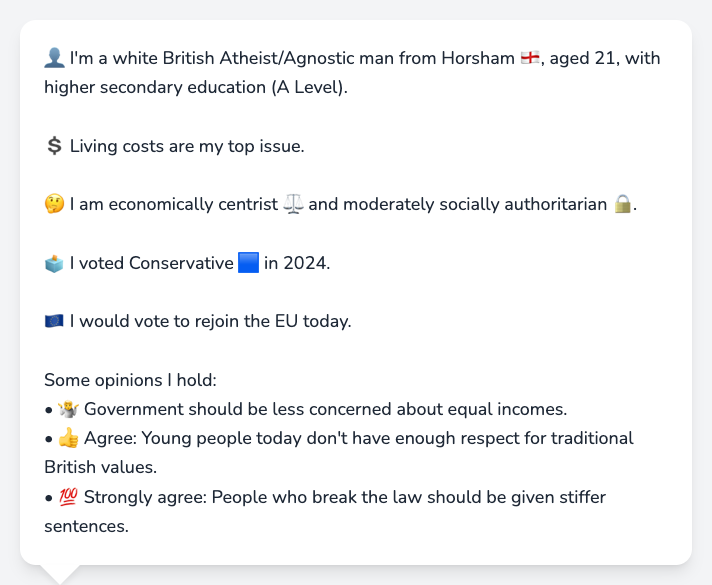 👤 I'm a white British Atheist/Agnostic man from Horsham 🏴󠁧󠁢󠁥󠁮󠁧󠁿, aged 21, with
higher secondary education (A Level).
💲 Living costs are my top issue.
🤔 I am economically centrist ⚖️ and moderately socially authoritarian 🔒.
🗳️ I voted Conservative 🟦 in 2024.
🇪🇺 I would vote to rejoin the EU today.
Some opinions I hold:
• 🤷 Government should be less concerned about equal incomes.
• 👍 Agree: Young people today don't have enough respect for traditional
British values.
• 💯 Strongly agree: People who break the law should be given stiffer
sentences.